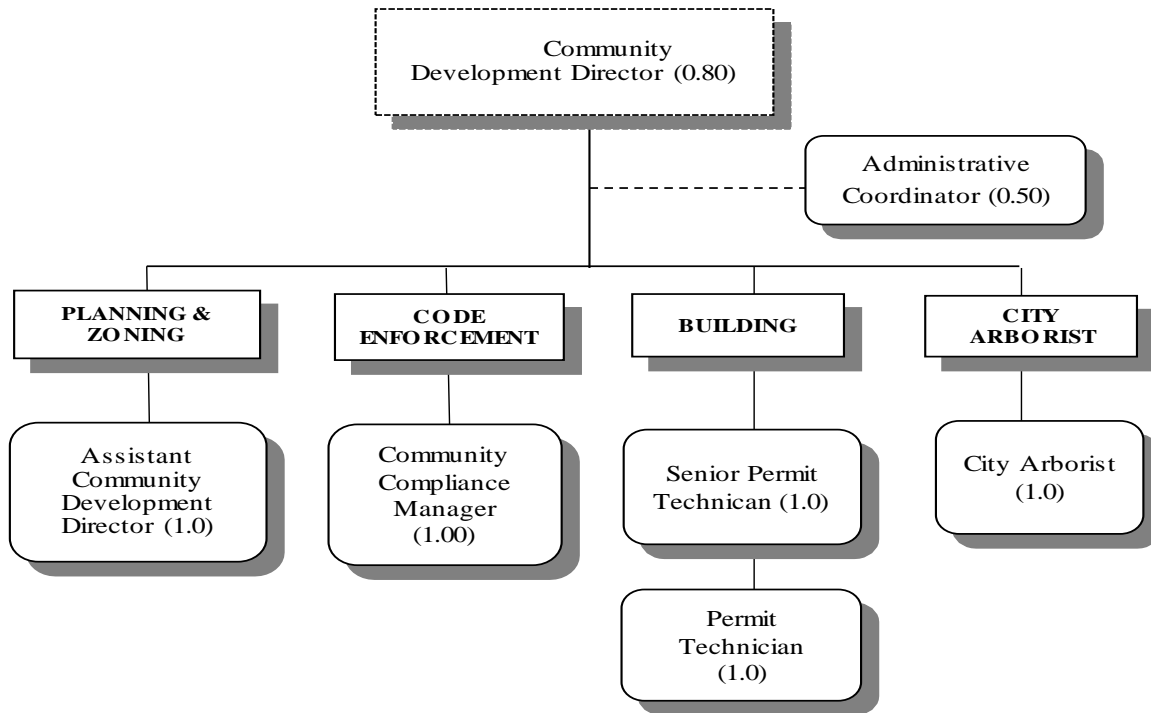 Community
Development Director (0.80)
Administrative
Coordinator (0.50)
PLANNING &
ZONING
CODE
ENFORCEMENT
BUILDING
CITY
ARBORIST
Assistant
Community
Development
Director (1.0)
Community
Compliance
Manager
(1.00)
Senior Permit
Technican (1.0)
City Arborist
(1.0)
Permit
Technician
(1.0)